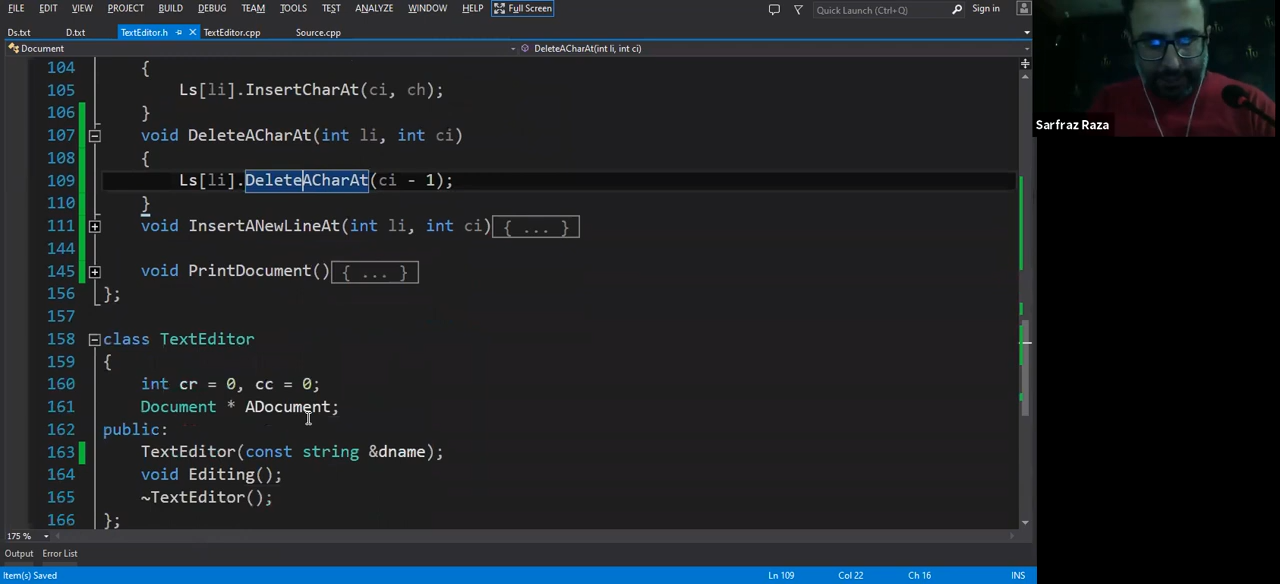 FILE EDIT VIEW PROJECT BUILD DEBUG TEAM TOOLS TEST ANALYZE WINDOW HELP Full Screen Quick Launch (Ctrl+Q) Sign in
Ds.txt D.txt TextEditor.h TextEditor.cpp Source.cpp
Document DeleteACharAt(int li, int ci)
104 {
105 Ls[li].InsertCharAt(ci, ch);
106 }
107 void DeleteACharAt(int li, int ci)
108 {
109 Ls[li].DeleteACharAt(ci - 1);
110 }
111 void InsertANewLineAt(int li, int ci){ ... }
144
145 void PrintDocument(){ ... }
156 };
157
158 class TextEditor
159 {
160 int cr = 0, cc = 0;
161 Document * ADocument;
162 public:
163 TextEditor(const string &dname);
164 void Editing();
165 ~TextEditor();
166 };
175 %
Output Error List
Item(s) Saved Ln 109 Col 22 Ch 16 INS
Sarfraz Raza